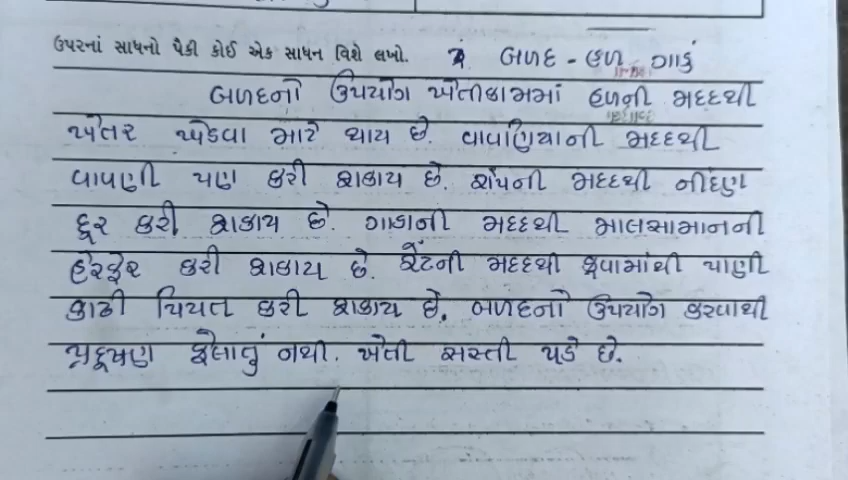 ઉપરનાં સાધનો પૈકી કોઈ એક સાધન વિશે લખો. બળદ - હળ ગાડું
બળદનો ઉપયોગ ખેતીકામમાં હળની મદદથી
ખેતર ખેડવા માટે થાય છે. વાવણિયાની મદદથી
વાવણી પણ કરી શકાય છે. રાંપની મદદથી નીંદણ
દૂર કરી શકાય છે. ગાડાની મદદથી માલસામાનની
હેરફેર કરી શકાય છે. રેંટની મદદથી કૂવામાંથી પાણી
કાઢી પિયત કરી શકાય છે. બળદનો ઉપયોગ કરવાથી
પ્રદૂષણ ફેલાતું નથી. ખેતી સસ્તી પડે છે.